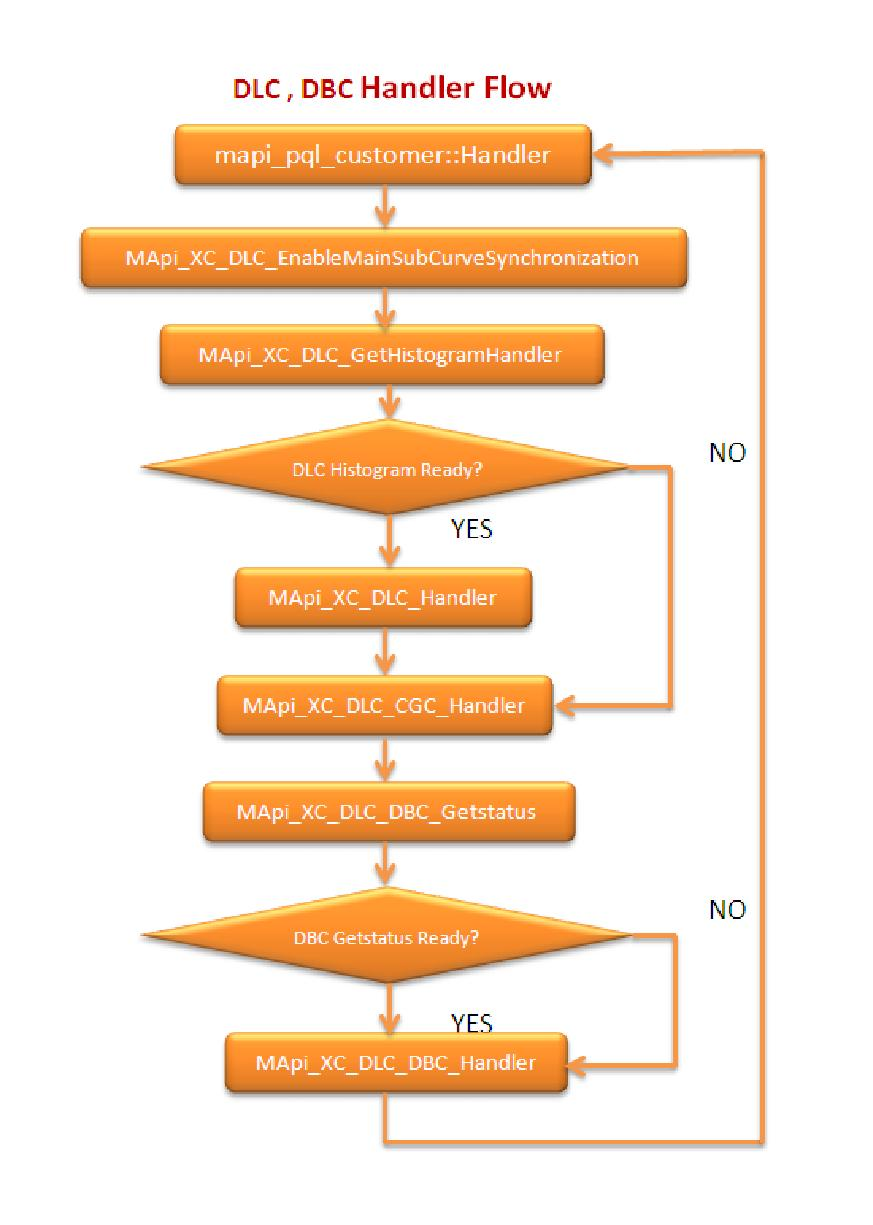 DLC , DBC Handler Flow
mapi_pql_customer::Handler
MApi_XC_DLC_EnableMainSubCurveSynchronization
MApi_XC_DLC_GetHistogramHandler
NO
DLC Histogram Ready?
YES
MApi_XC_DLC_Handler
MApi_XC_DLC_CGC_Handler
MApi_XC_DLC_DBC_Getstatus
NO
DBC Getstatus Ready?
YES
MApi_XC_DLC_DBC_Handler